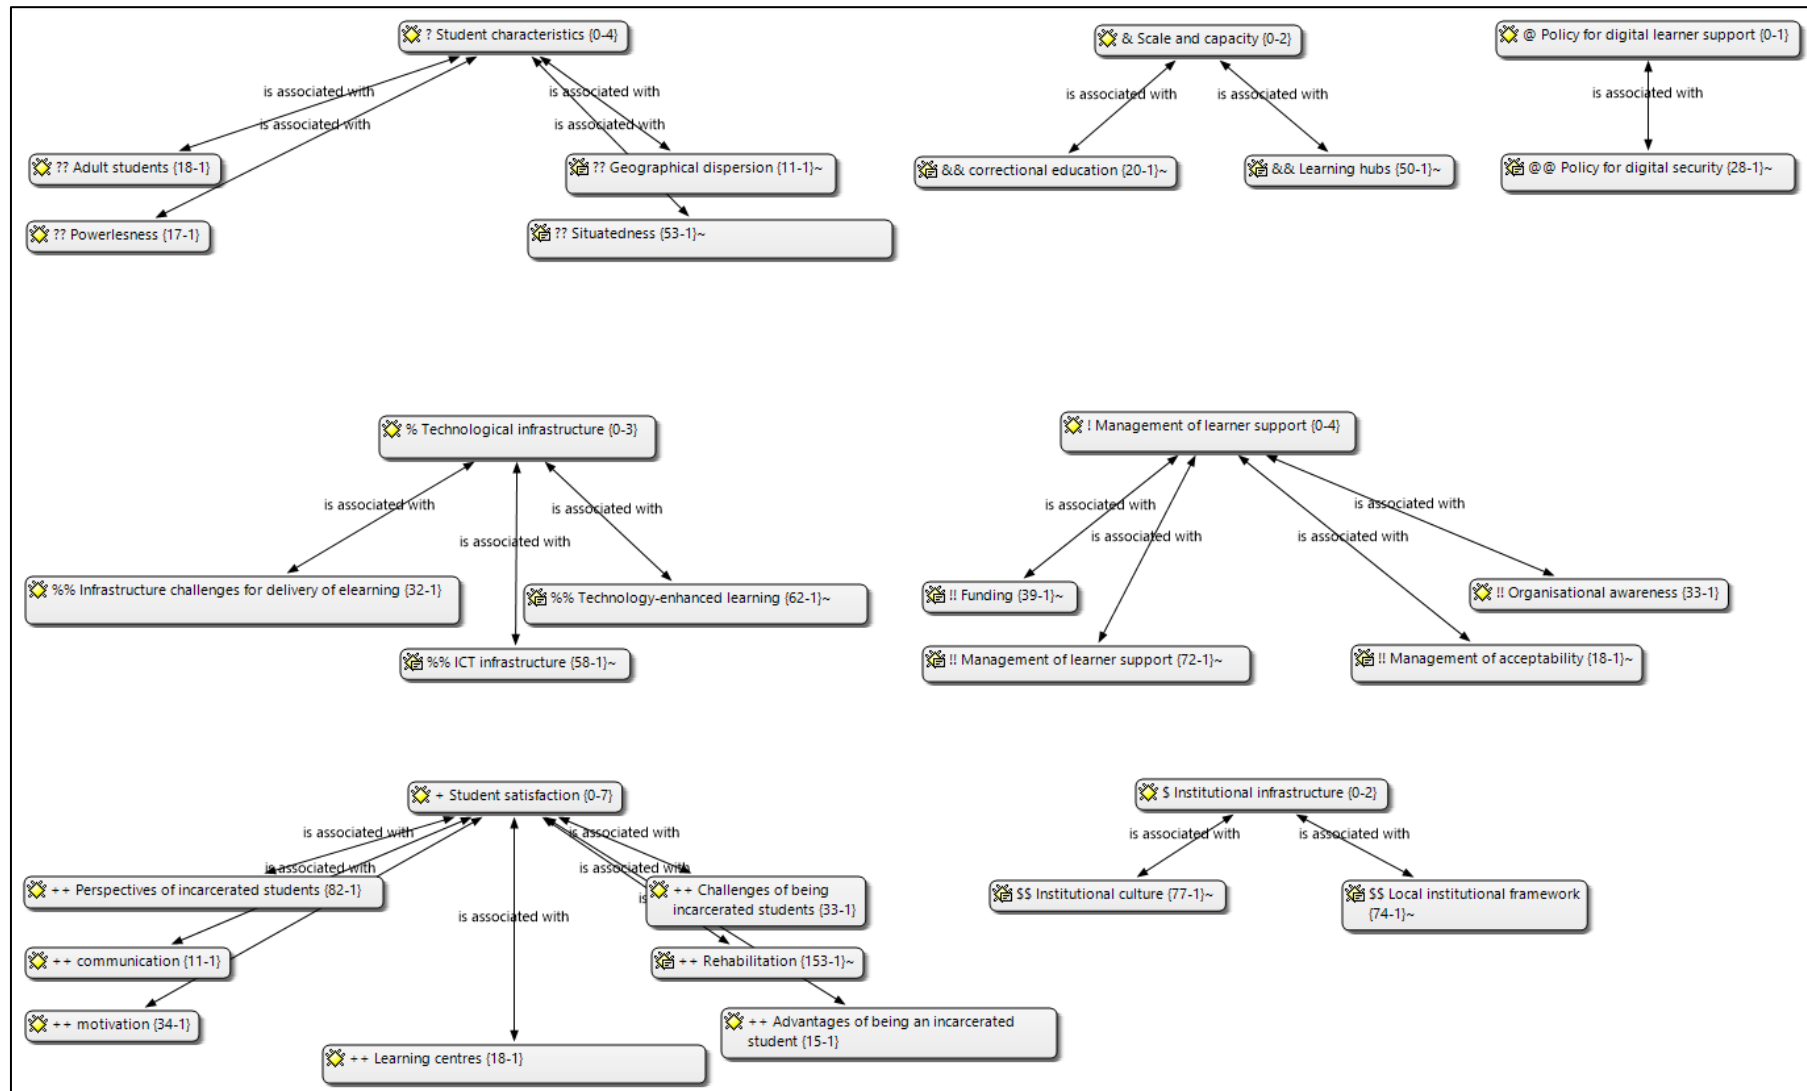 ? Student characteristics {0-4}
is associated with
is associated with
is associated with
is associated with
?? Adult students {18-1}
?? Geographical dispersion {11-1}~
?? Powerlesness {17-1}
?? Situatedness {53-1}~
& Scale and capacity {0-2}
is associated with
is associated with
&& correctional education {20-1}~
&& Learning hubs {50-1}~
@ Policy for digital learner support {0-1}
is associated with
@@ Policy for digital security {28-1}~
% Technological infrastructure {0-3}
is associated with
is associated with
is associated with
%% Infrastructure challenges for delivery of elearning {32-1}
%% Technology-enhanced learning {62-1}~
%% ICT infrastructure {58-1}~
! Management of learner support {0-4}
is associated with
is associated with
is associated with
is associated with
!! Funding {39-1}~
!! Organisational awareness {33-1}
!! Management of learner support {72-1}~
!! Management of acceptability {18-1}~
+ Student satisfaction {0-7}
is associated with
is associated with
is associated with
is associated with
is associated with
++ Perspectives of incarcerated students {82-1}
++ Challenges of being
incarcerated students {33-1}
++ communication {11-1}
++ Rehabilitation {153-1}~
++ motivation {34-1}
++ Advantages of being an incarcerated
student {15-1}
++ Learning centres {18-1}
$ Institutional infrastructure {0-2}
is associated with
is associated with
$$ Institutional culture {77-1}~
$$ Local institutional framework
{74-1}~